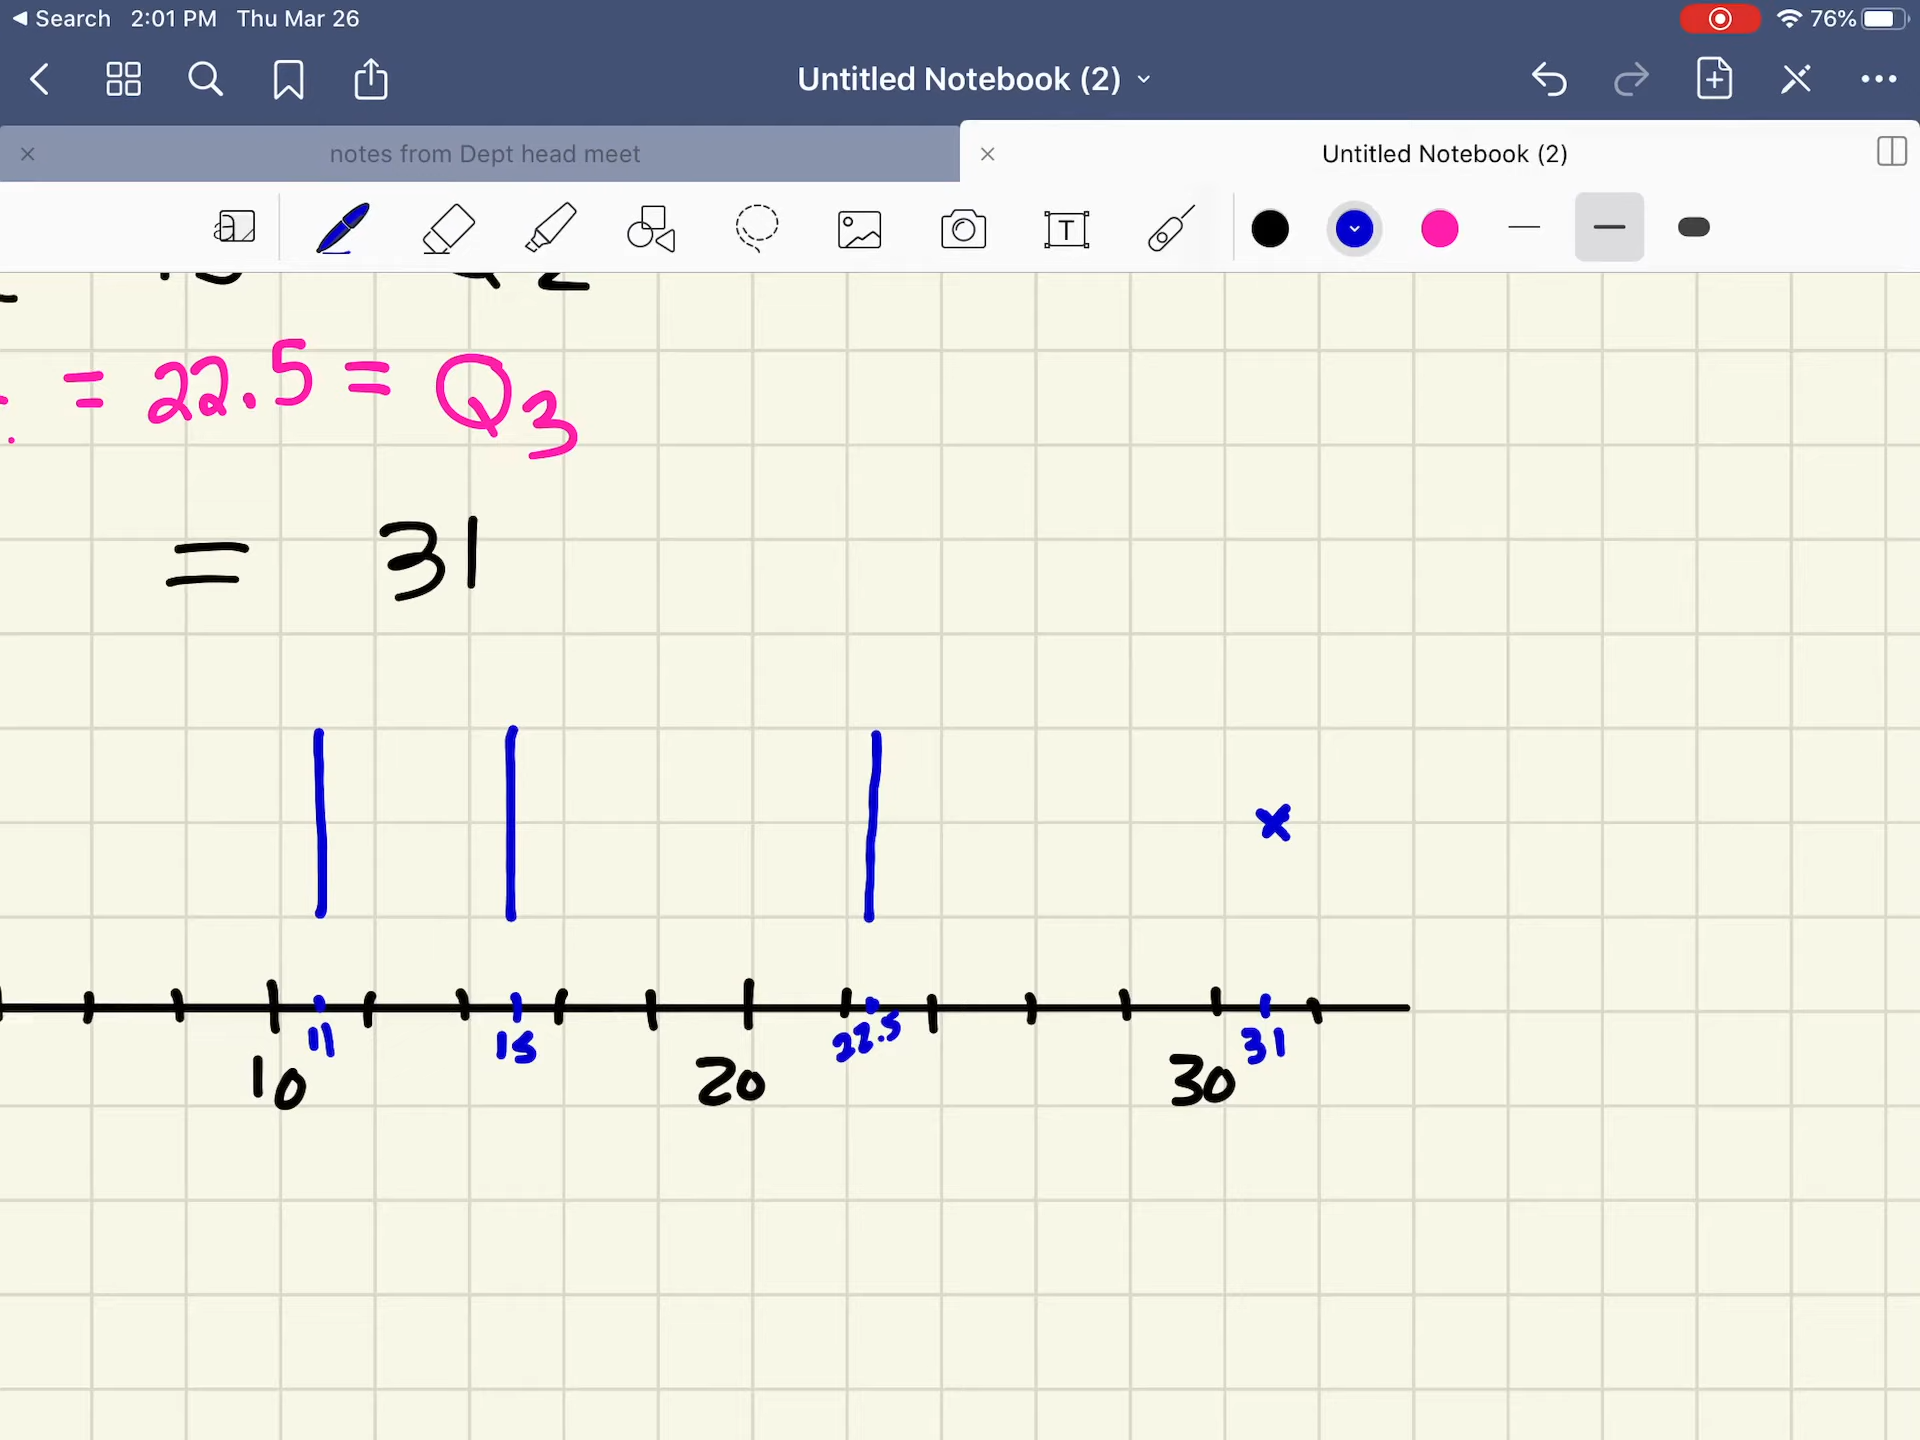 Search 2:01 PM Thu Mar 26 76%
Untitled Notebook (2)
notes from Dept head meet
Untitled Notebook (2)
a T
= 22.5 = Q3
= 31
11 15 22.5 31
10 20 30